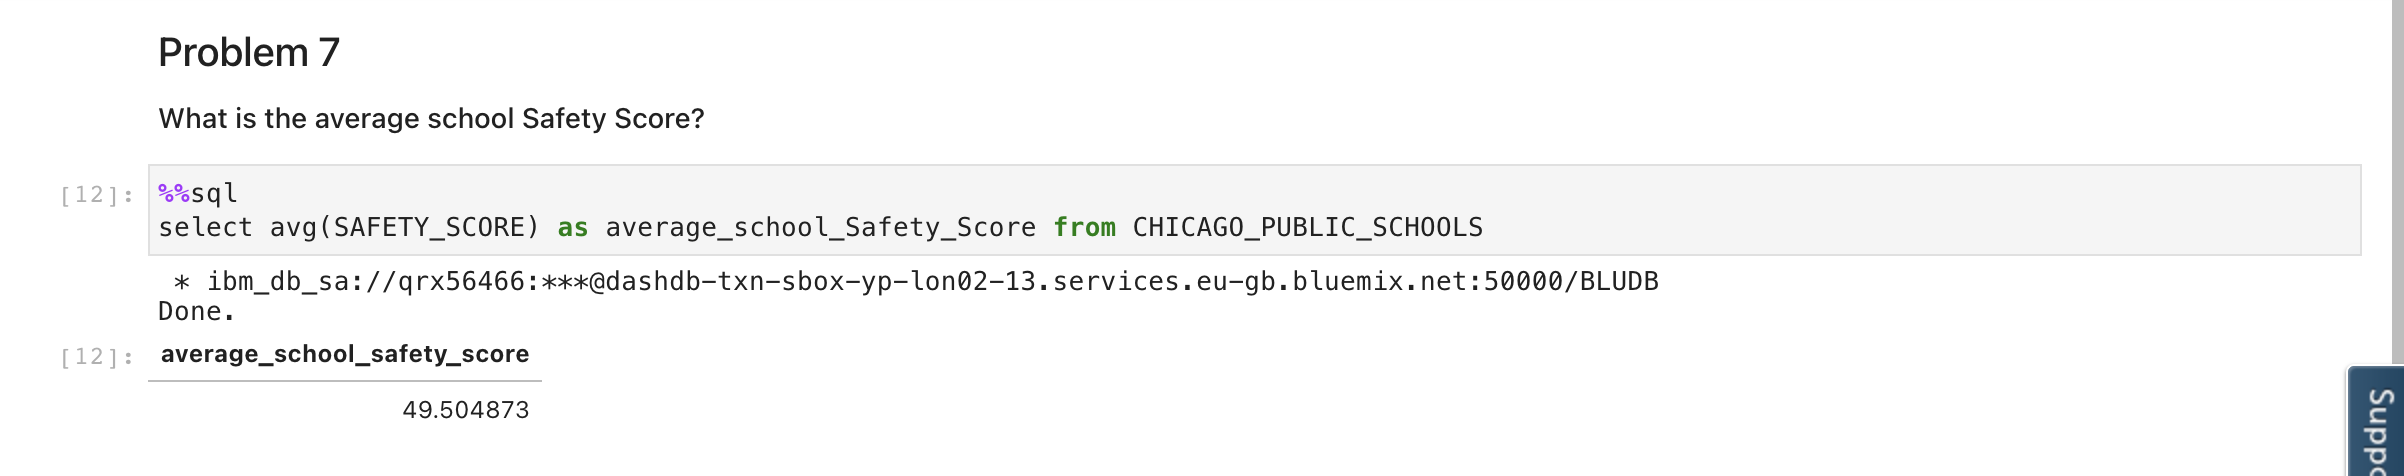 Problem 7
What is the average school Safety Score?
[12]:
%%sql
select avg(SAFETY_SCORE) as average_school_Safety_Score from CHICAGO_PUBLIC_SCHOOLS
* ibm_db_sa://qrx56466:***@dashdb-txn-sbox-yp-lon02-13.services.eu-gb.bluemix.net:50000/BLUDB
Done.
[12]:
average_school_safety_score
49.504873